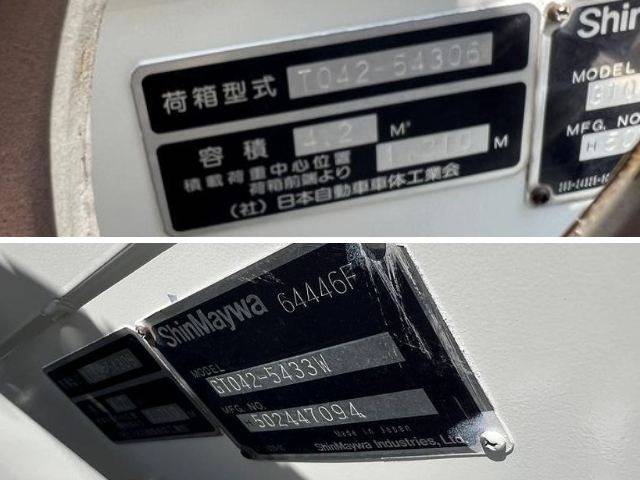 荷箱型式 T042-54306
容積 4.2 M³
積載荷重中心位置
荷箱前端より M
(社)日本自動車車体工業会
Shin
MODEL
MFG. NO
ShinMaywa 64446F
MODEL
GT042-5433W
MFG. NO.
502447094
Made in Japan
ShinMaywa Industries, Ltd